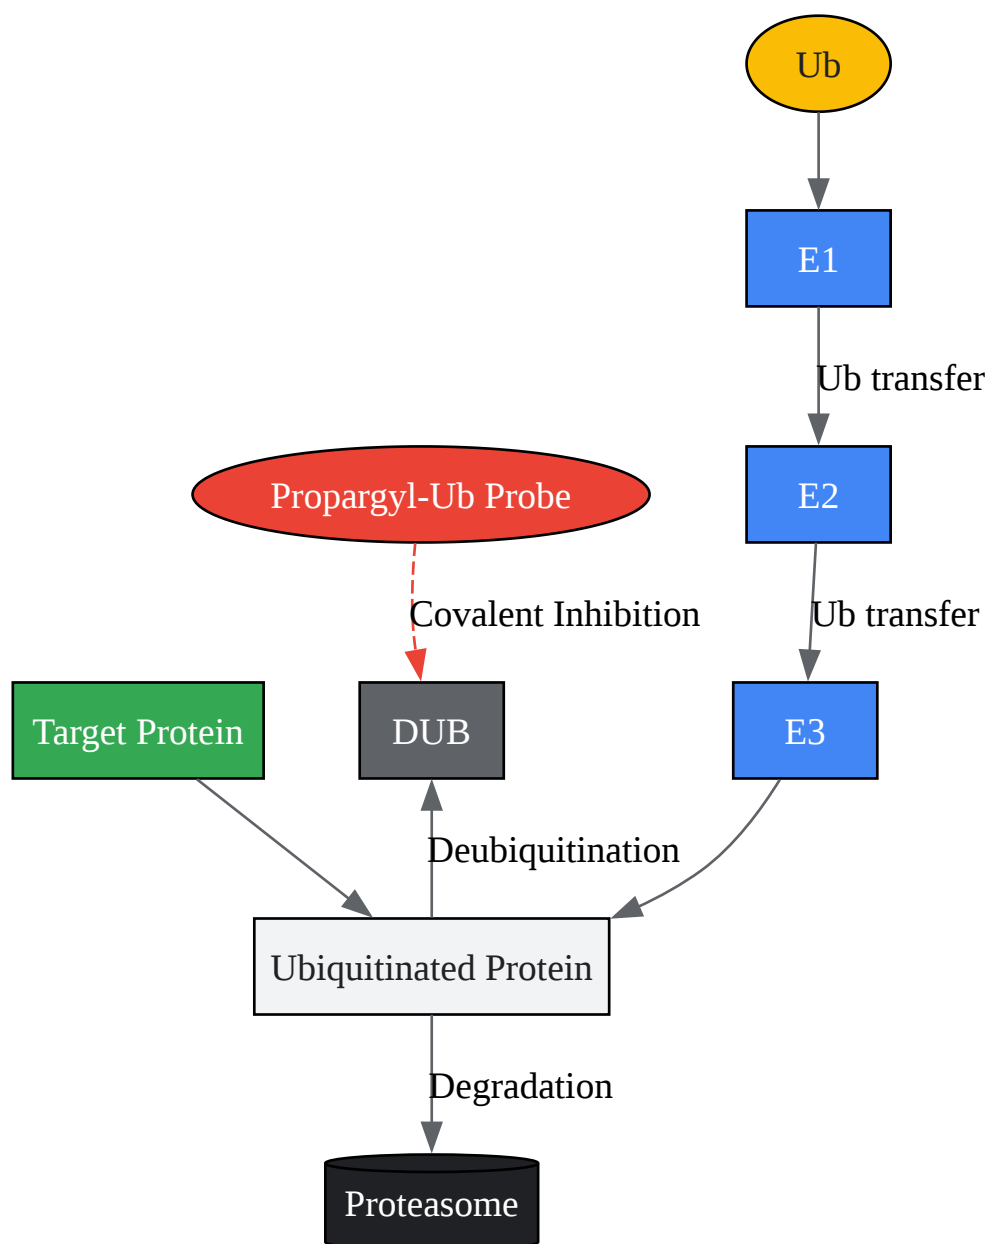 Ub
E1
Ub transfer
Propargyl-Ub Probe
E2
Covalent Inhibition
Ub transfer
Target Protein
DUB
E3
Deubiquitination
Ubiquitinated Protein
Degradation
Proteasome